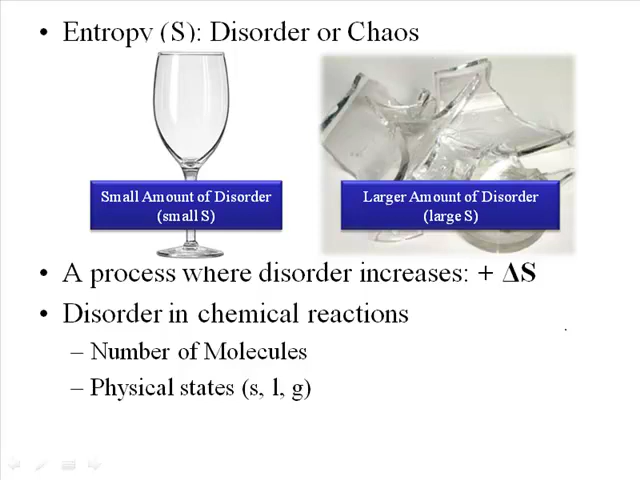 • Entropy (S): Disorder or Chaos
Small Amount of Disorder
(small S)
Larger Amount of Disorder
(large S)
• A process where disorder increases: + ΔS
• Disorder in chemical reactions
– Number of Molecules
– Physical states (s, l, g)